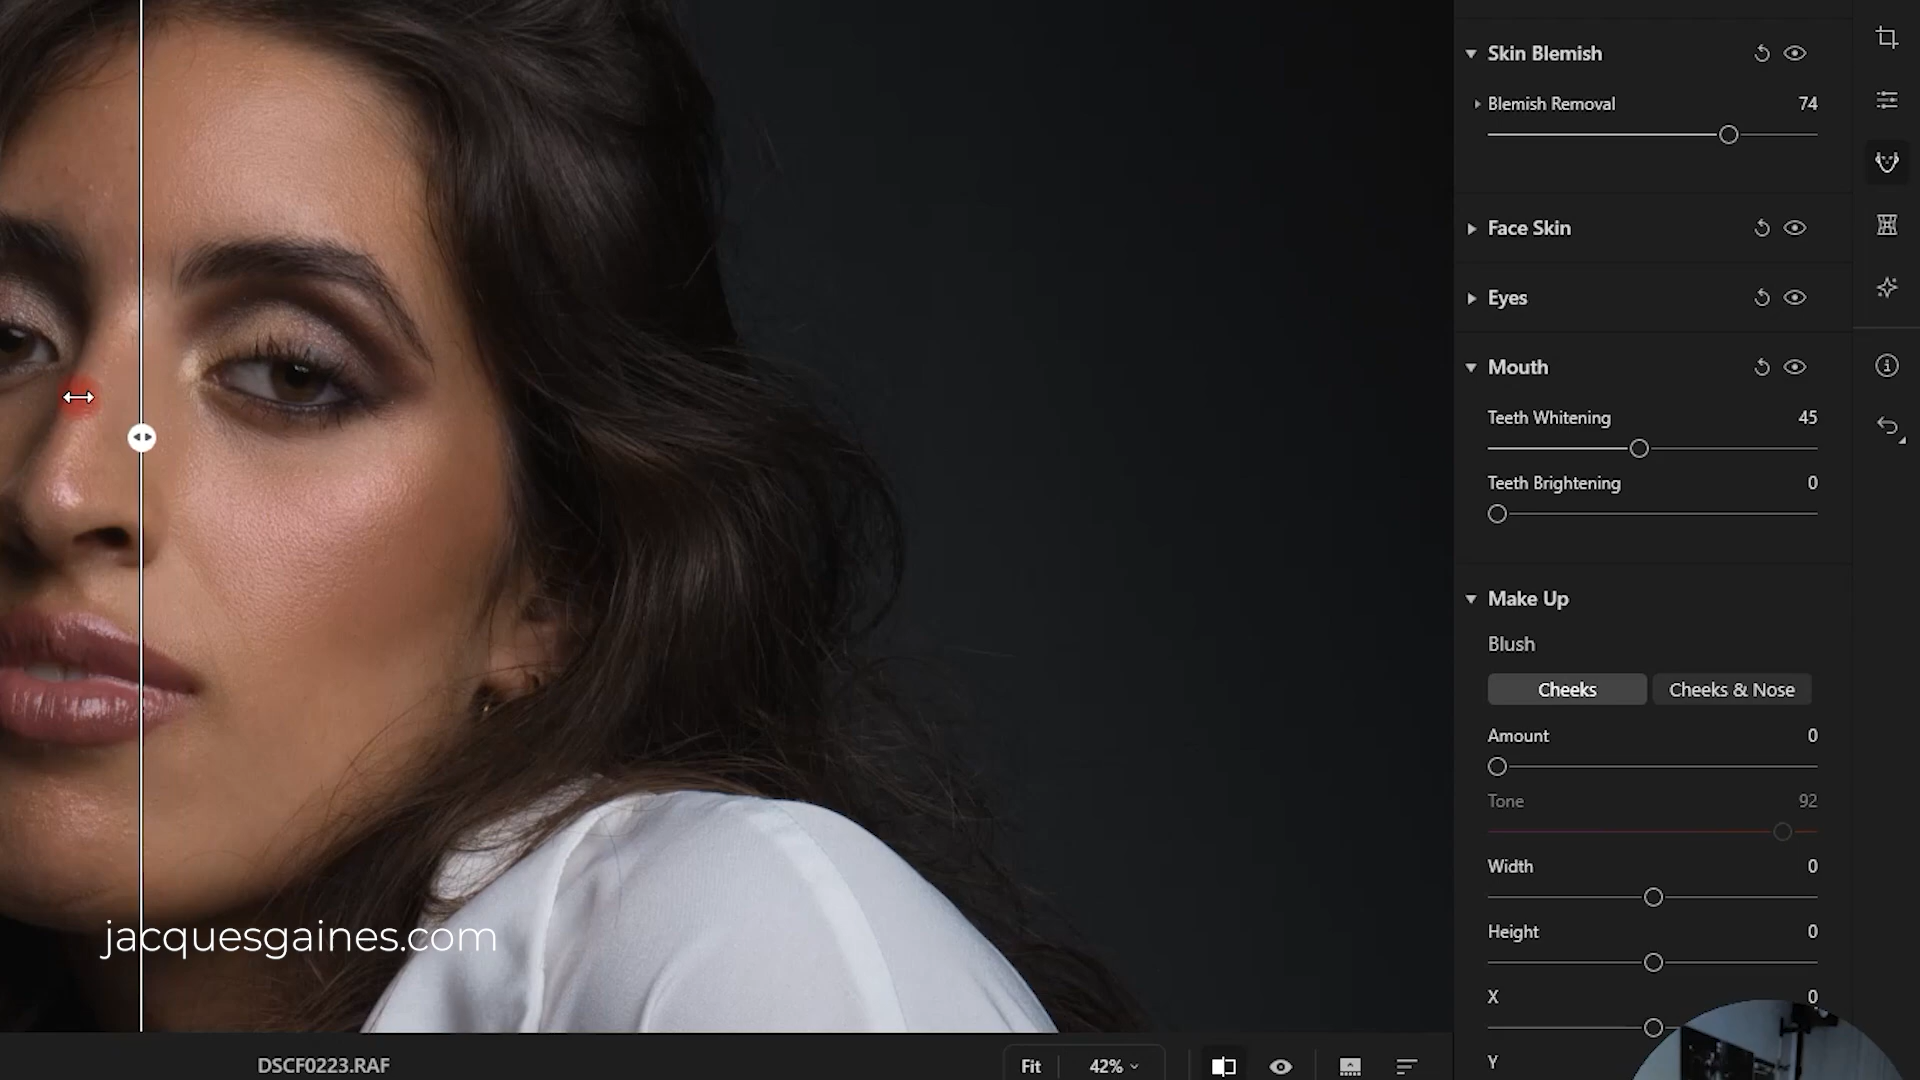 Skin Blemish
Blemish Removal 74
Face Skin
Eyes
Mouth
Teeth Whitening 45
Teeth Brightening 0
Make Up
Blush
Cheeks Cheeks & Nose
Amount 0
Tone 92
Width 0
Height 0
X 0
Y
jacquesgaines.com
DSCF0223.RAF Fit 42%